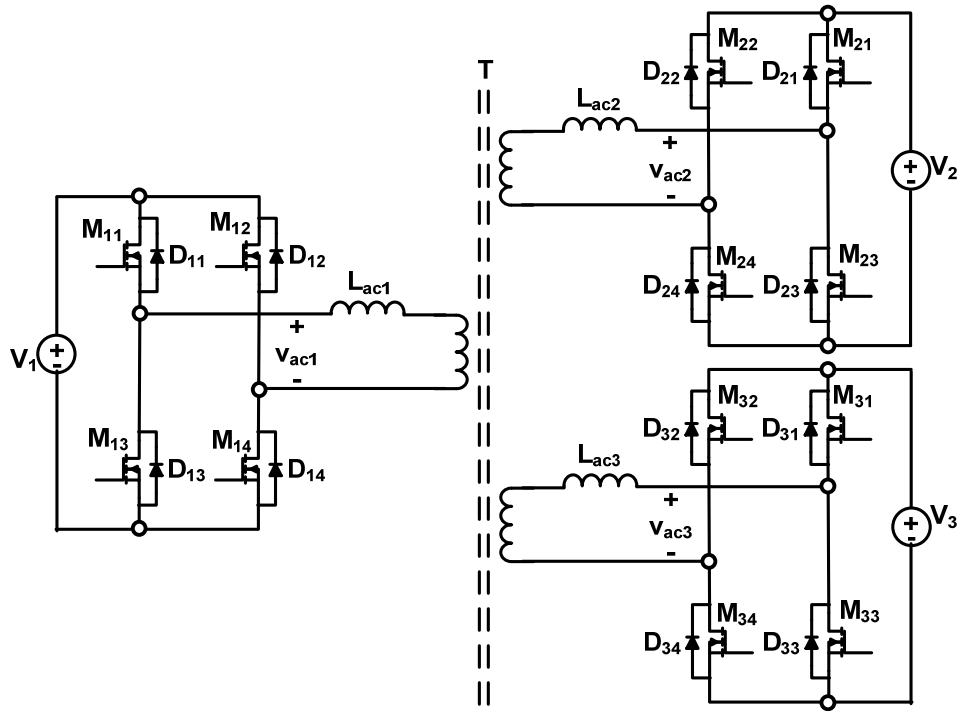 M₂₂
M₂₁
D₂₂
D₂₁
T
Lac2
+
vac2
-
V₂
+
-
M₂₄
M₂₃
D₂₄
D₂₃
M₁₁
M₁₂
D₁₁
D₁₂
Lac1
+
vac1
-
V₁
+
-
M₁₃
M₁₄
D₁₃
D₁₄
M₃₂
M₃₁
D₃₂
D₃₁
Lac3
+
vac3
-
V₃
+
-
M₃₄
M₃₃
D₃₄
D₃₃